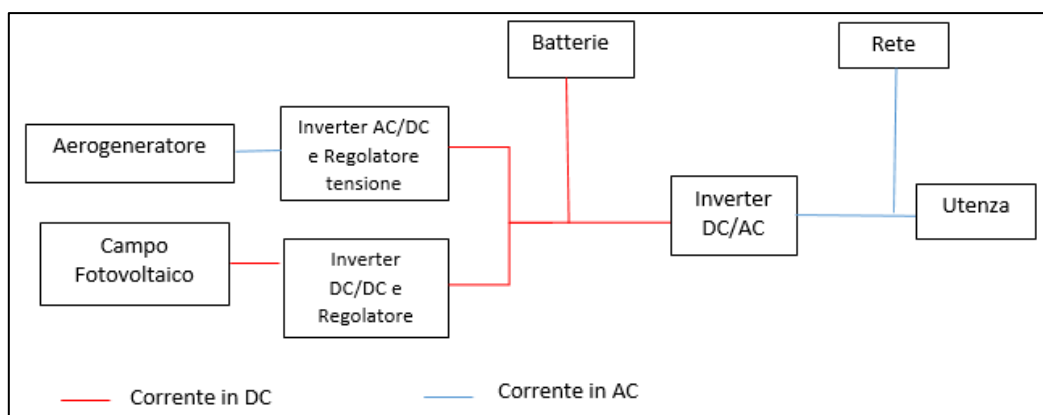 Batterie
Rete
Aerogeneratore
Inverter AC/DC
e Regolatore
tensione
Inverter
DC/AC
Utenza
Campo
Fotovoltaico
Inverter
DC/DC e
Regolatore
Corrente in DC
Corrente in AC